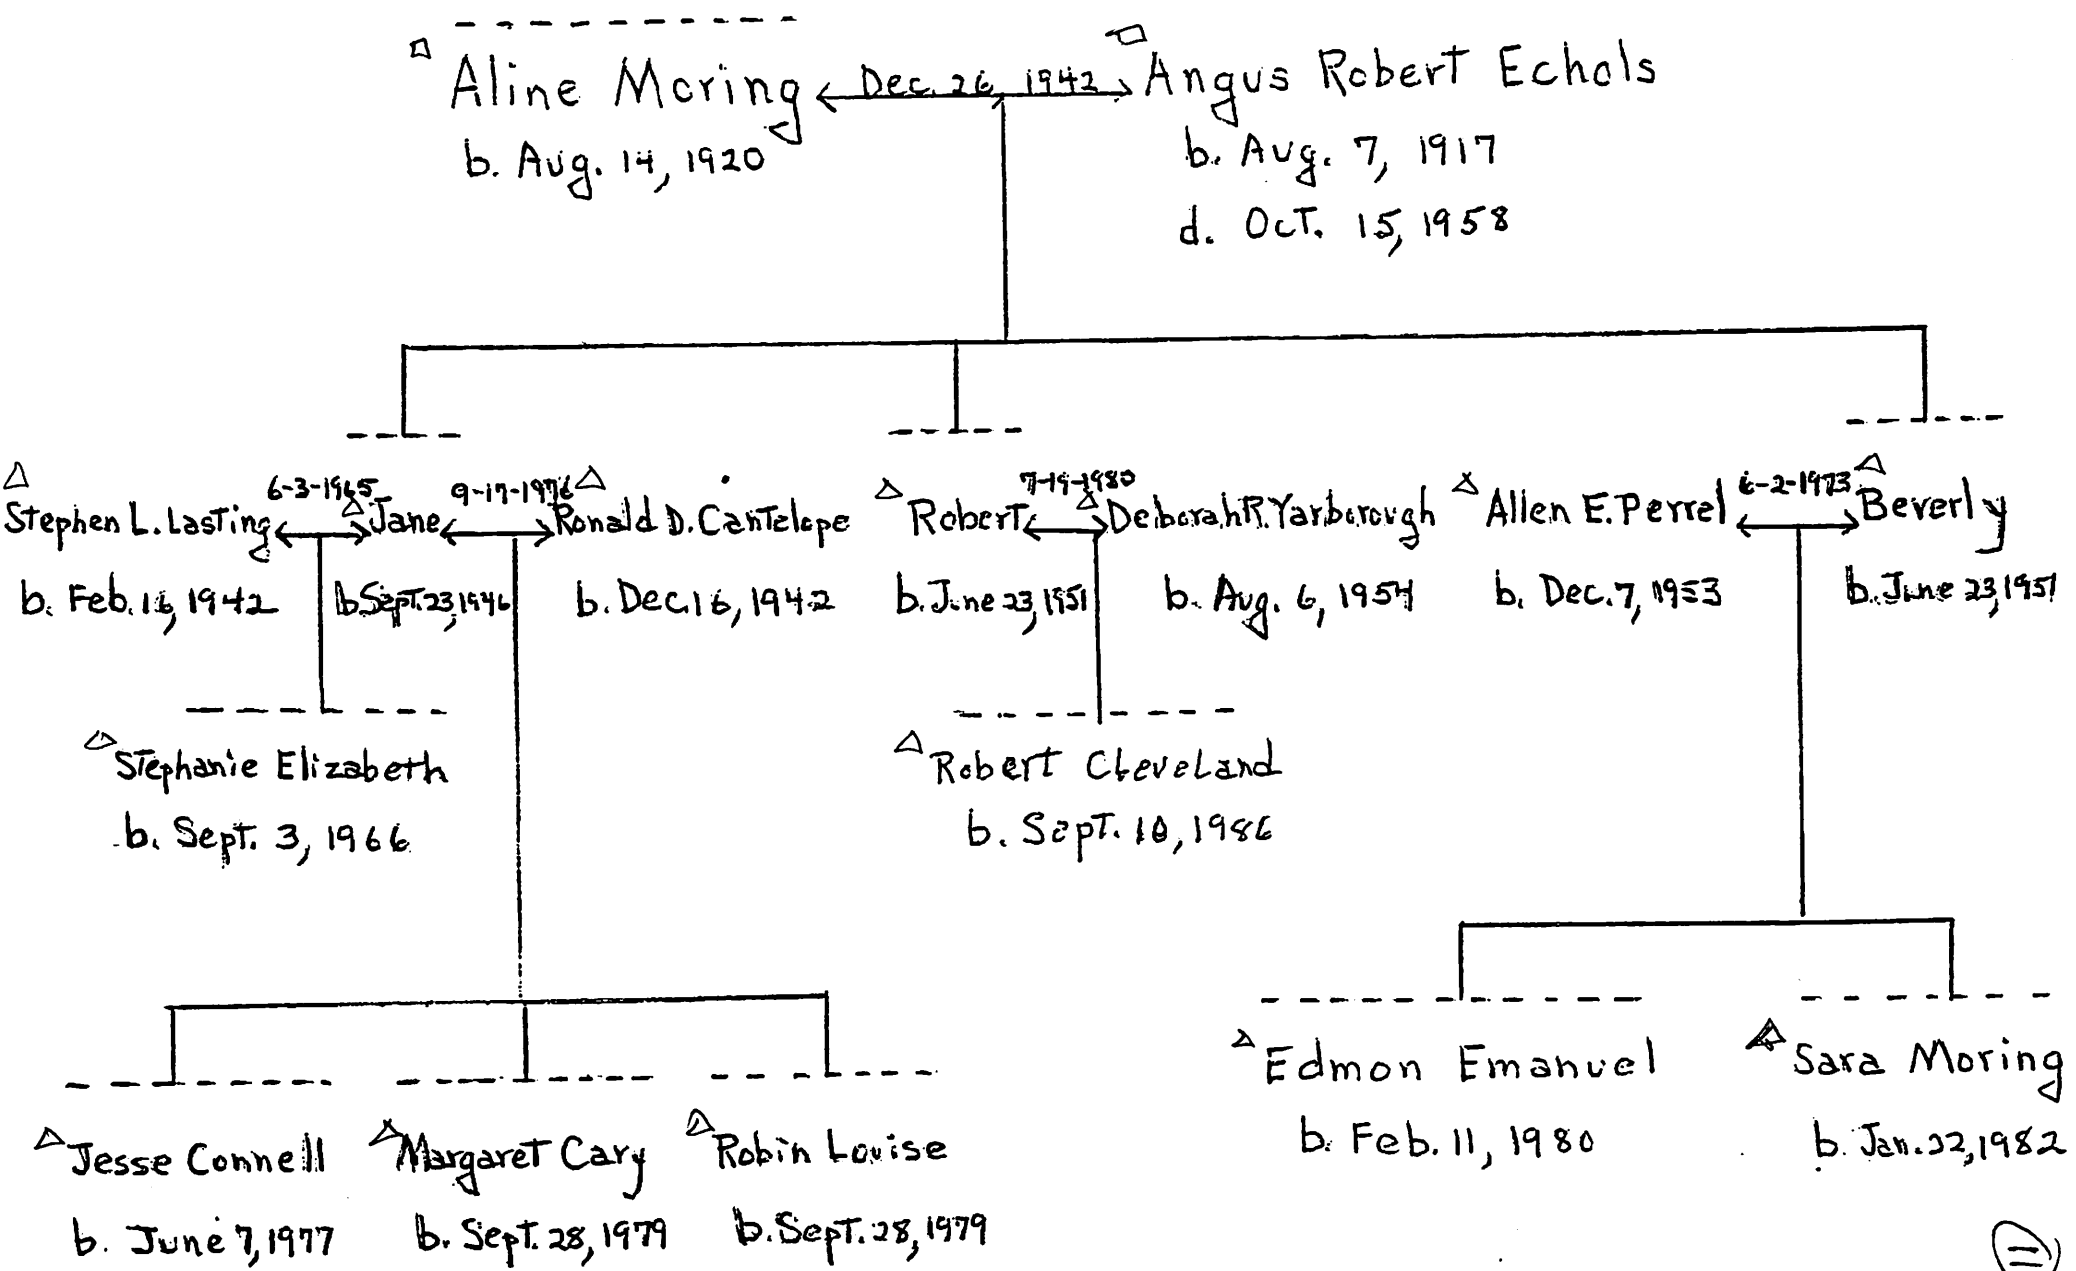 Aline Moring Dec. 26, 1942 Angus Robert Echols
b. Aug. 14, 1920
b. Aug. 7, 1917
d. Oct. 15, 1958
6-3-1965 9-17-1976 7-19-1980 6-2-1973
Stephen L. Lasting Jane Ronald D. Cantelope Robert Deborah R. Yarborough Allen E. Perrel Beverly
b. Feb. 16, 1942 b. Sept. 23, 1946 b. Dec. 16, 1942 b. June 23, 1951 b. Aug. 6, 1954 b. Dec. 7, 1953 b. June 23, 1951
Stephanie Elizabeth Robert Cleveland
b. Sept. 3, 1966 b. Sept. 10, 1986
Edmon Emanuel Sara Moring
b. Feb. 11, 1980 b. Jan. 22, 1982
Jesse Connell Margaret Cary Robin Louise
b. June 7, 1977 b. Sept. 28, 1979 b. Sept. 28, 1979